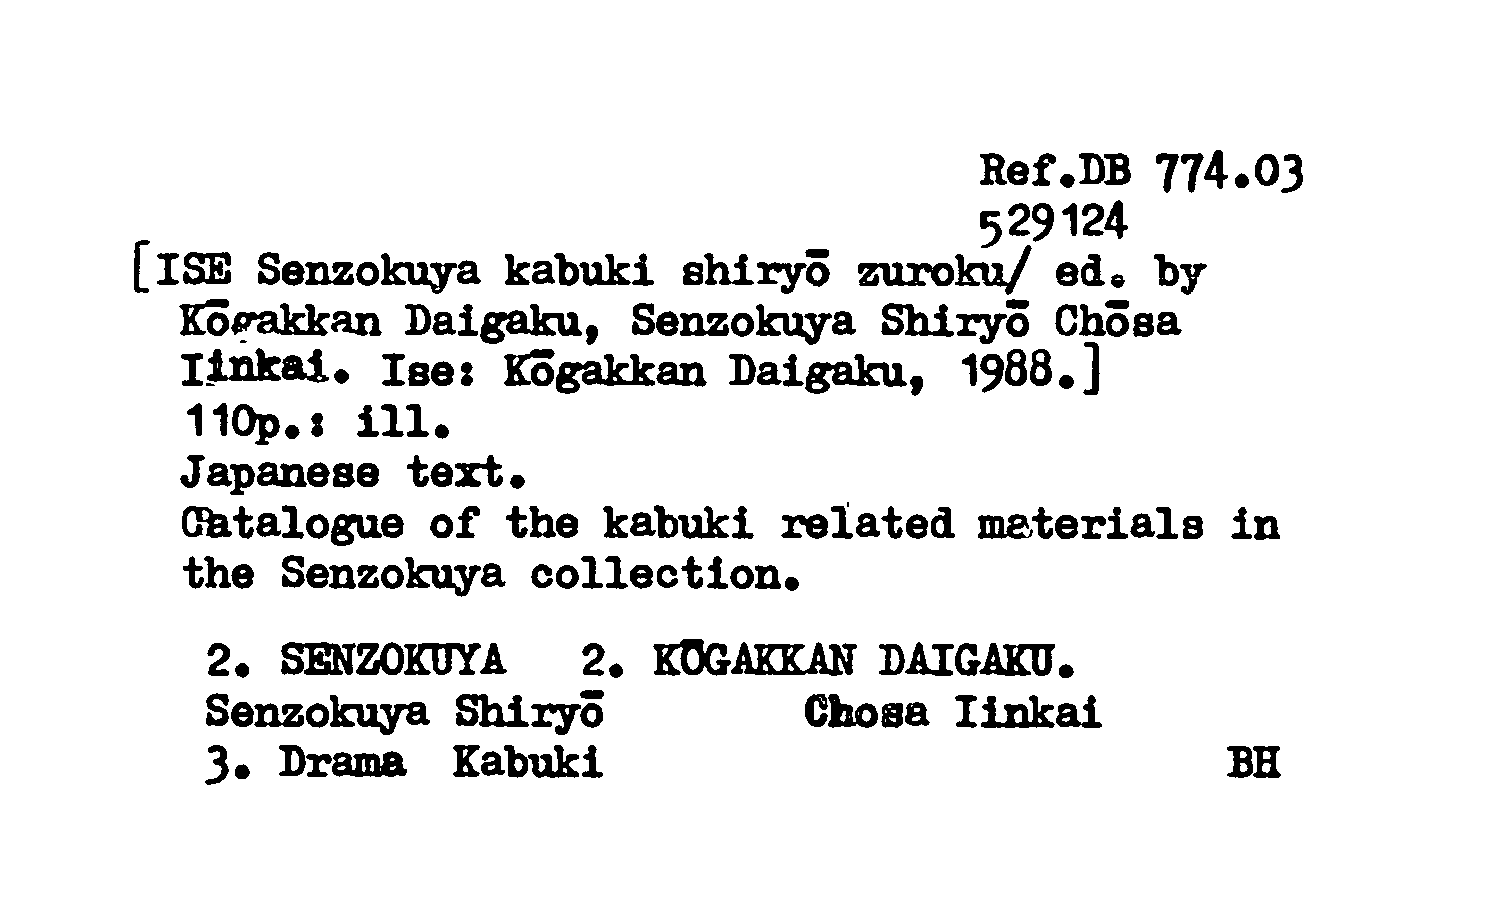 Ref.DB 774.03
529124
[ISE Senzokuya kabuki shiryō zuroku/ ed. by
Kōgakkan Daigaku, Senzokuya Shiryō Chōsa
Iinkai. Ise: Kōgakkan Daigaku, 1988.]
110p.: ill.
Japanese text.
Catalogue of the kabuki related materials in
the Senzokuya collection.
2. SENZOKUYA 2. KŌGAKKAN DAIGAKU.
Senzokuya Shiryō Chosa Iinkai
3. Drama Kabuki BH